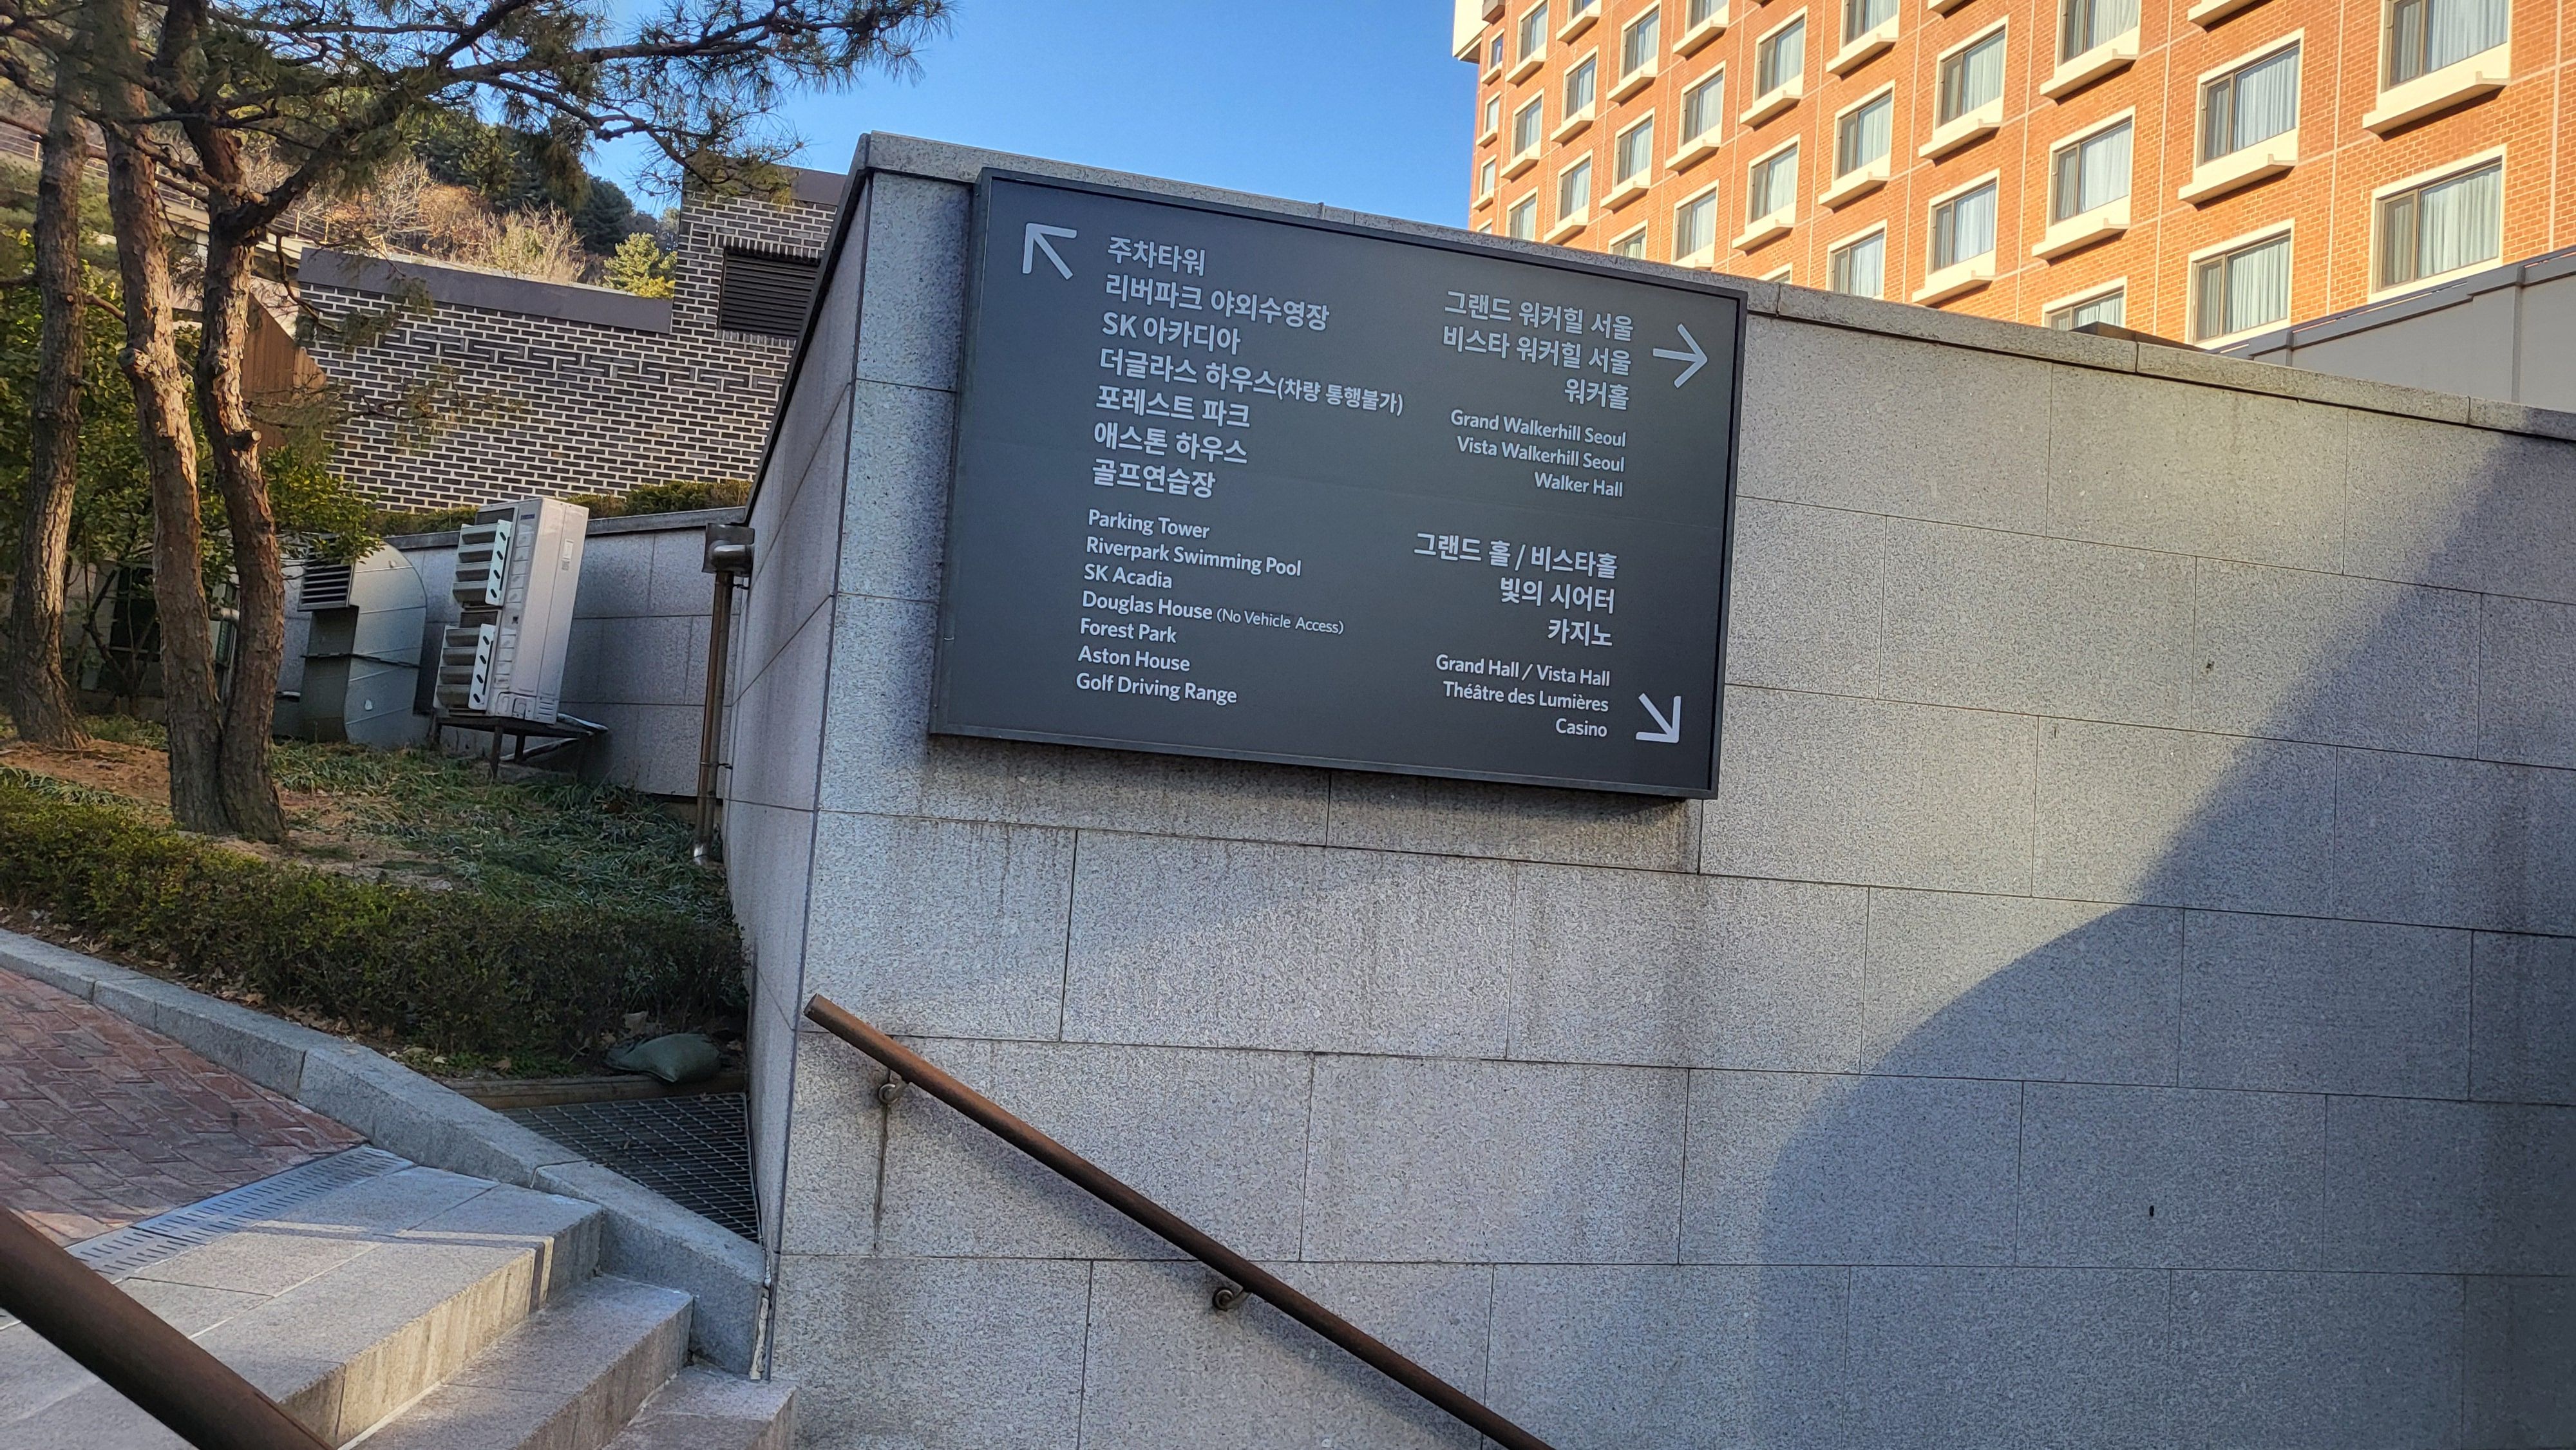 주차타워
리버파크 야외수영장
SK 아카디아
더글라스 하우스(차량 통행불가)
포레스트 파크
애스톤 하우스
골프연습장
Parking Tower
Riverpark Swimming Pool
SK Acadia
Douglas House (No Vehicle Access)
Forest Park
Aston House
Golf Driving Range
그랜드 워커힐 서울
비스타 워커힐 서울
워커홀
Grand Walkerhill Seoul
Vista Walkerhill Seoul
Walker Hall
그랜드 홀 / 비스타홀
빛의 시어터
카지노
Grand Hall / Vista Hall
Théâtre des Lumières
Casino